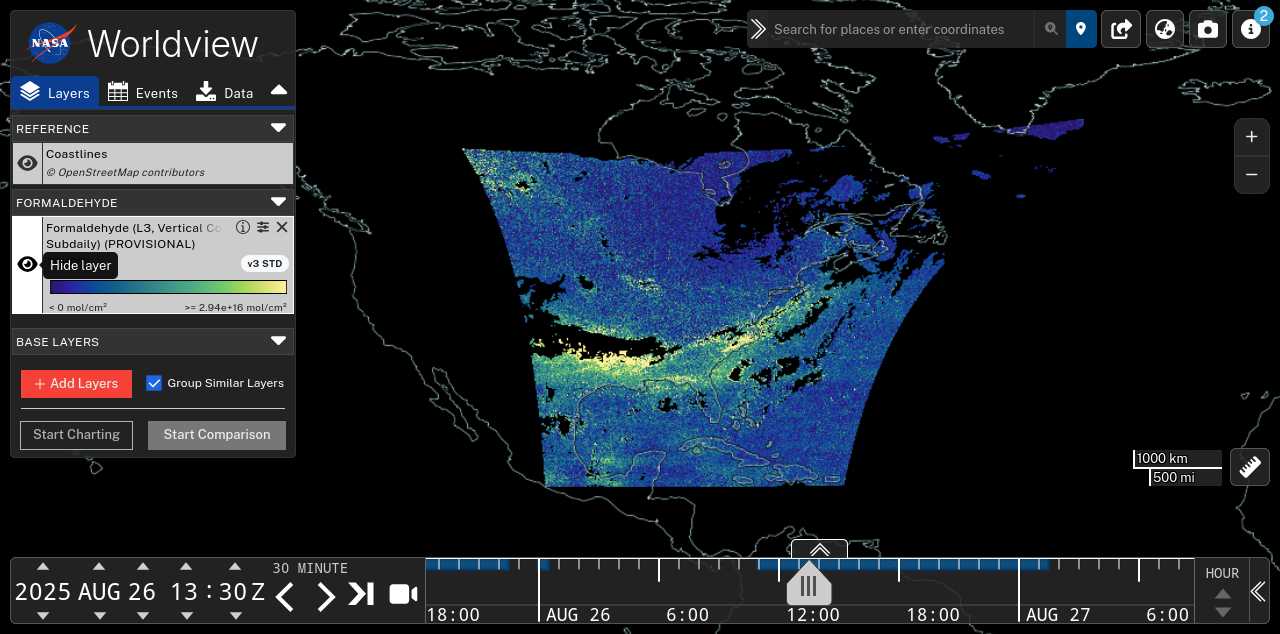 NASA
Worldview
Layers
Events
Data
REFERENCE
Coastlines
© OpenStreetMap contributors
FORMALDEHYDE
Formaldehyde (L3, Vertical Co
Subdaily) (PROVISIONAL)
Hide layer
v3 STD
< 0 mol/cm²
>= 2.94e+16 mol/cm²
BASE LAYERS
+ Add Layers
Group Similar Layers
Start Charting
Start Comparison
Search for places or enter coordinates
2
+
−
1000 km
500 mi
2025 AUG 26 13 : 30 Z
30 MINUTE
18:00
AUG 26
6:00
12:00
18:00
AUG 27
6:00
HOUR